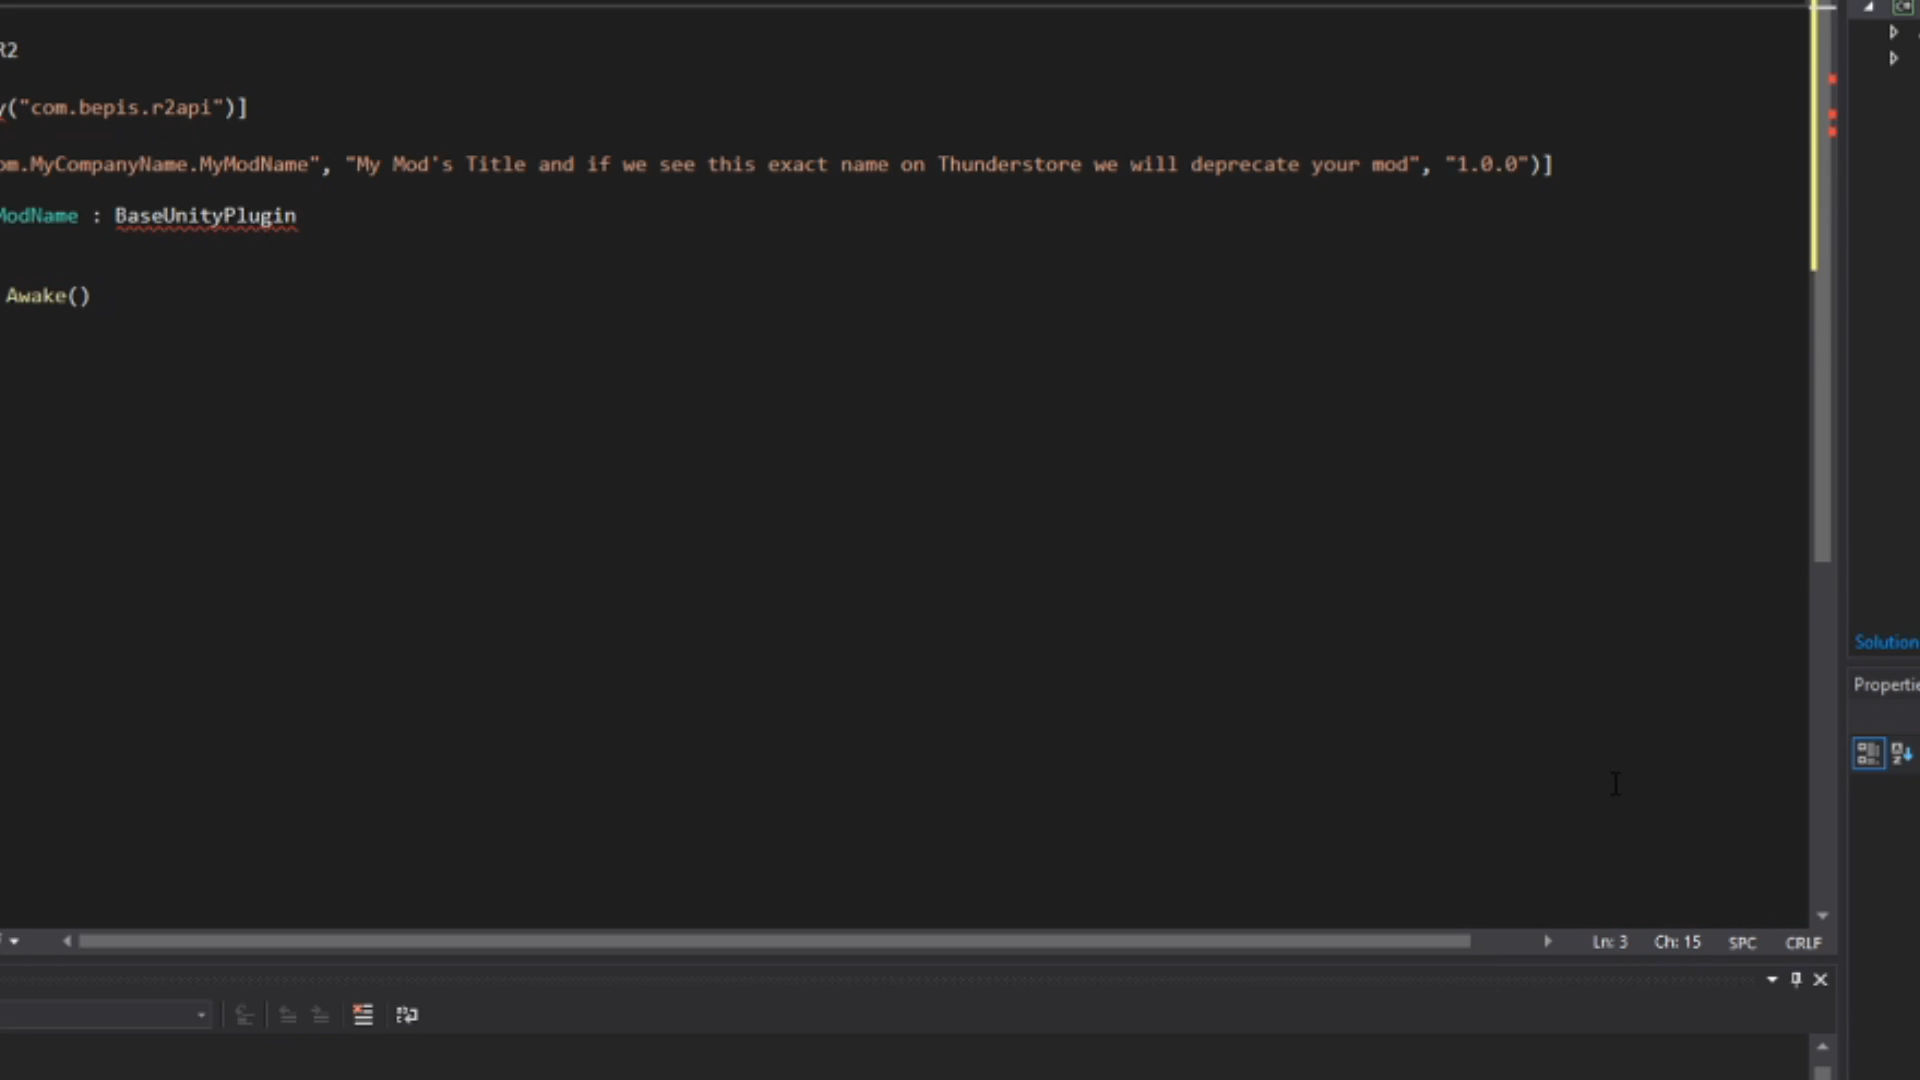 R2
y("com.bepis.r2api")]
om.MyCompanyName.MyModName", "My Mod's Title and if we see this exact name on Thunderstore we will deprecate your mod", "1.0.0")]
ModName : BaseUnityPlugin
Awake()
Solution
Propertie
Ln: 3 Ch: 15 SPC CRLF